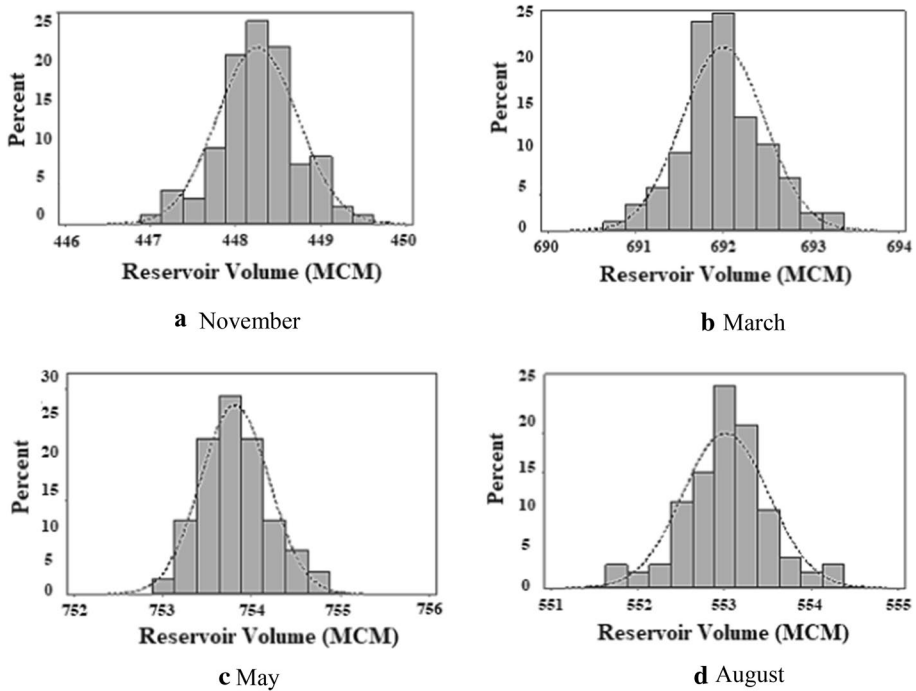 25
20
15
10
5
0
Percent
446 447 448 449 450
Reservoir Volume (MCM)
a November
25
20
15
10
5
0
Percent
690 691 692 693 694
Reservoir Volume (MCM)
b March
30
25
20
15
10
5
0
Percent
752 753 754 755 756
Reservoir Volume (MCM)
c May
25
20
15
10
5
0
Percent
551 552 553 554 555
Reservoir Volume (MCM)
d August